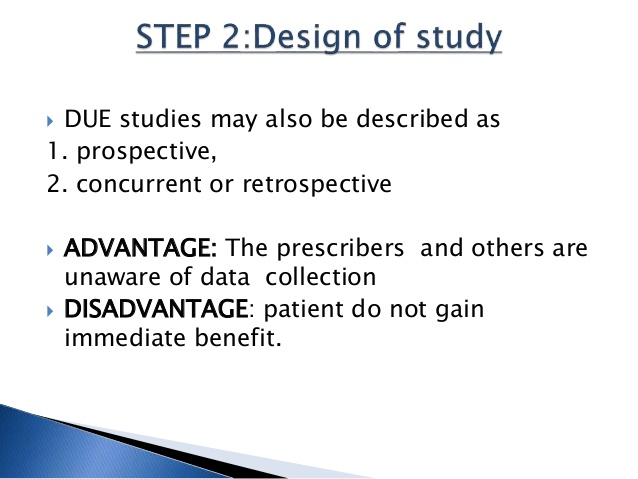 STEP 2:Design of study
DUE studies may also be described as
1. prospective,
2. concurrent or retrospective
ADVANTAGE: The prescribers and others are
unaware of data collection
DISADVANTAGE: patient do not gain
immediate benefit.